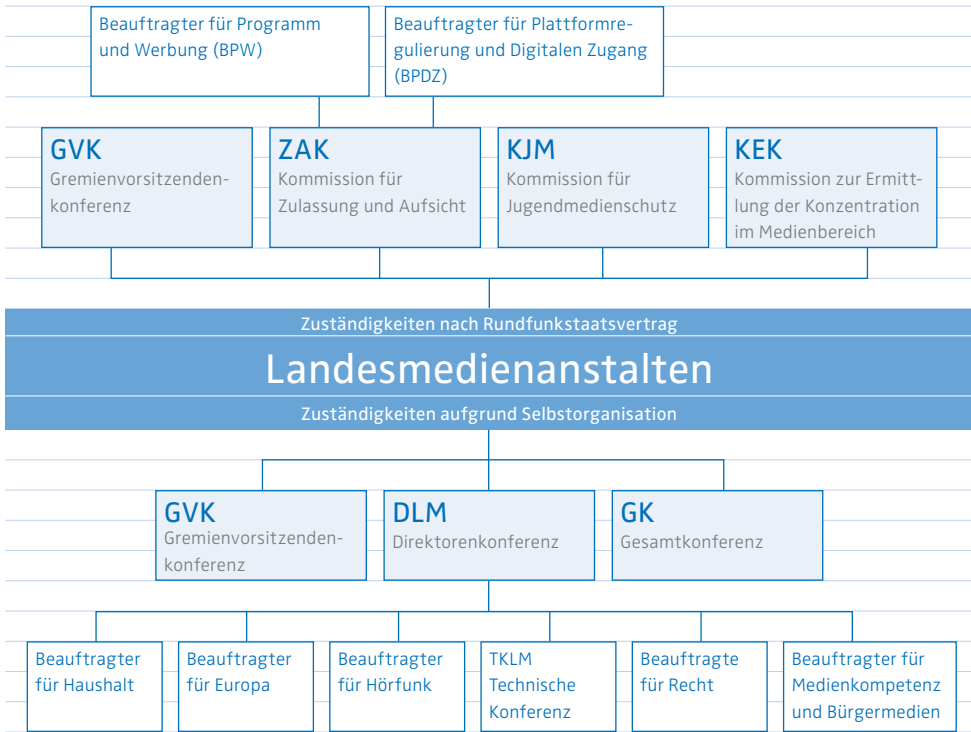 Beauftragter für Programm
und Werbung (BPW)
Beauftragter für Plattformre-
gulierung und Digitalen Zugang
(BPDZ)
GVK
Gremienvorsitzenden-
konferenz
ZAK
Kommission für
Zulassung und Aufsicht
KJM
Kommission für
Jugendmedienschutz
KEK
Kommission zur Ermitt-
lung der Konzentration
im Medienbereich
Zuständigkeiten nach Rundfunkstaatsvertrag
Landesmedienanstalten
Zuständigkeiten aufgrund Selbstorganisation
GVK
Gremienvorsitzenden-
konferenz
DLM
Direktorenkonferenz
GK
Gesamtkonferenz
Beauftragter
für Haushalt
Beauftragter
für Europa
Beauftragter
für Hörfunk
TKLM
Technische
Konferenz
Beauftragte
für Recht
Beauftragter für
Medienkompetenz
und Bürgermedien